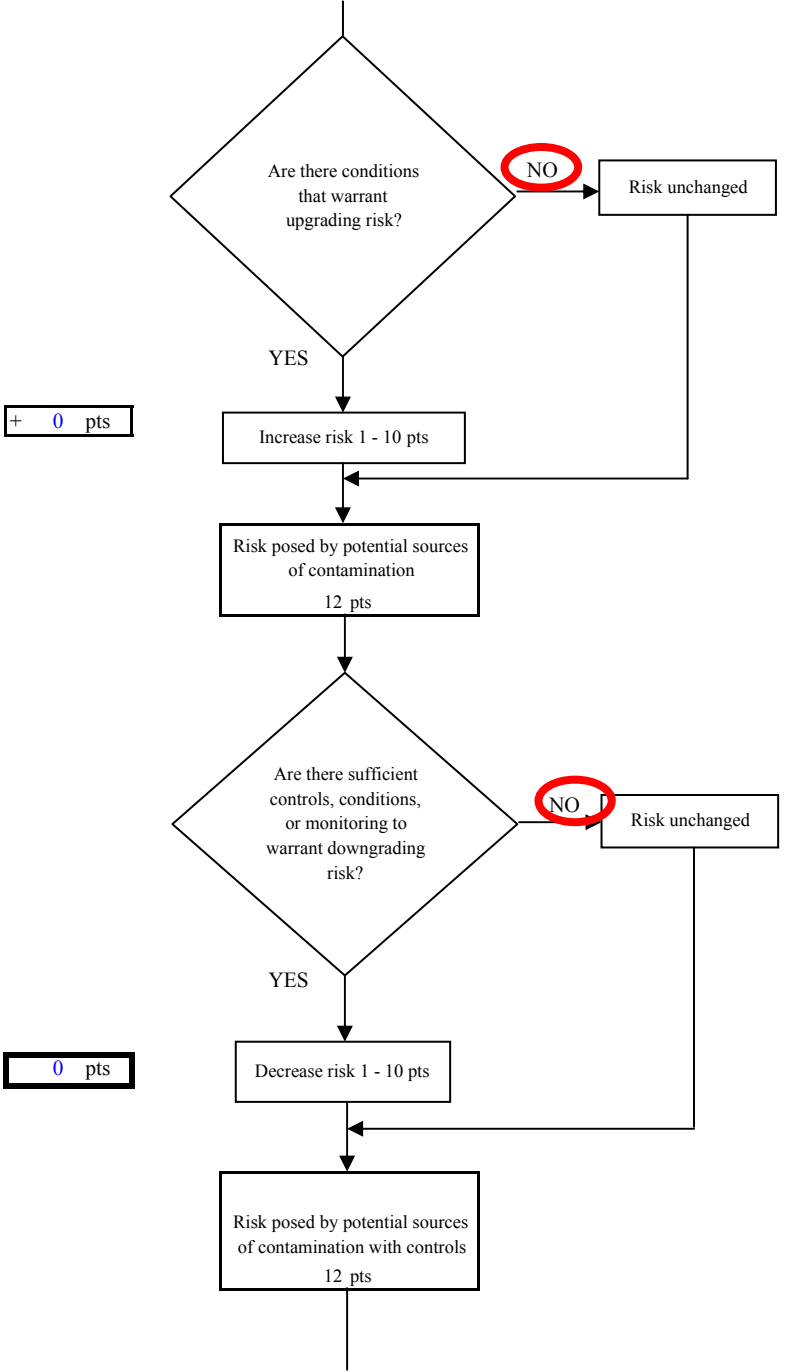 Are there conditions
that warrant
upgrading risk?
NO
Risk unchanged
YES
+ 0 pts
Increase risk 1 - 10 pts
Risk posed by potential sources
of contamination
12 pts
Are there sufficient
controls, conditions,
or monitoring to
warrant downgrading
risk?
NO
Risk unchanged
YES
0 pts
Decrease risk 1 - 10 pts
Risk posed by potential sources
of contamination with controls
12 pts